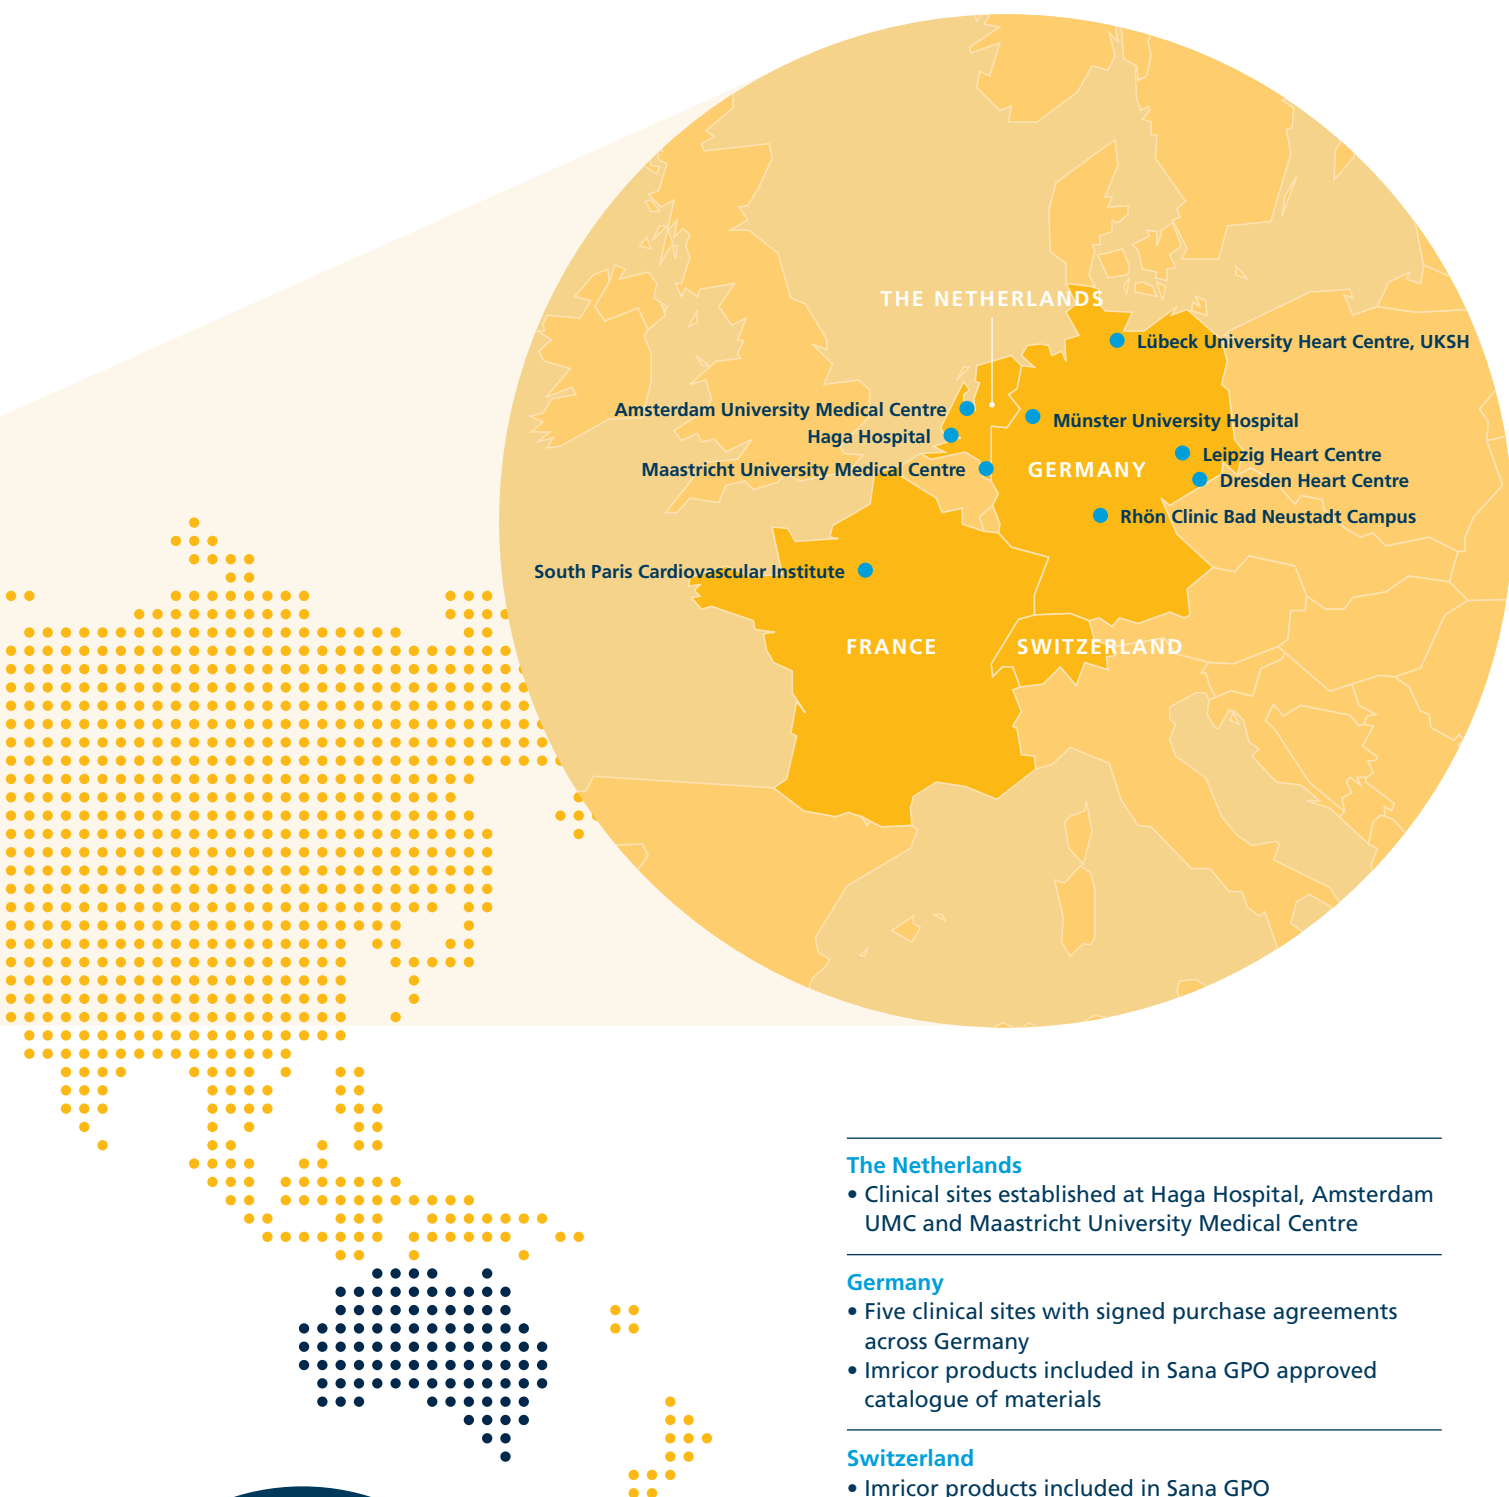 THE NETHERLANDS
Lübeck University Heart Centre, UKSH
Amsterdam University Medical Centre
Münster University Hospital
Haga Hospital
Leipzig Heart Centre
Maastricht University Medical Centre
GERMANY
Dresden Heart Centre
Rhön Clinic Bad Neustadt Campus
South Paris Cardiovascular Institute
FRANCE
SWITZERLAND
The Netherlands
• Clinical sites established at Haga Hospital, Amsterdam
UMC and Maastricht University Medical Centre
Germany
• Five clinical sites with signed purchase agreements
across Germany
• Imricor products included in Sana GPO approved
catalogue of materials
Switzerland
• Imricor products included in Sana GPO